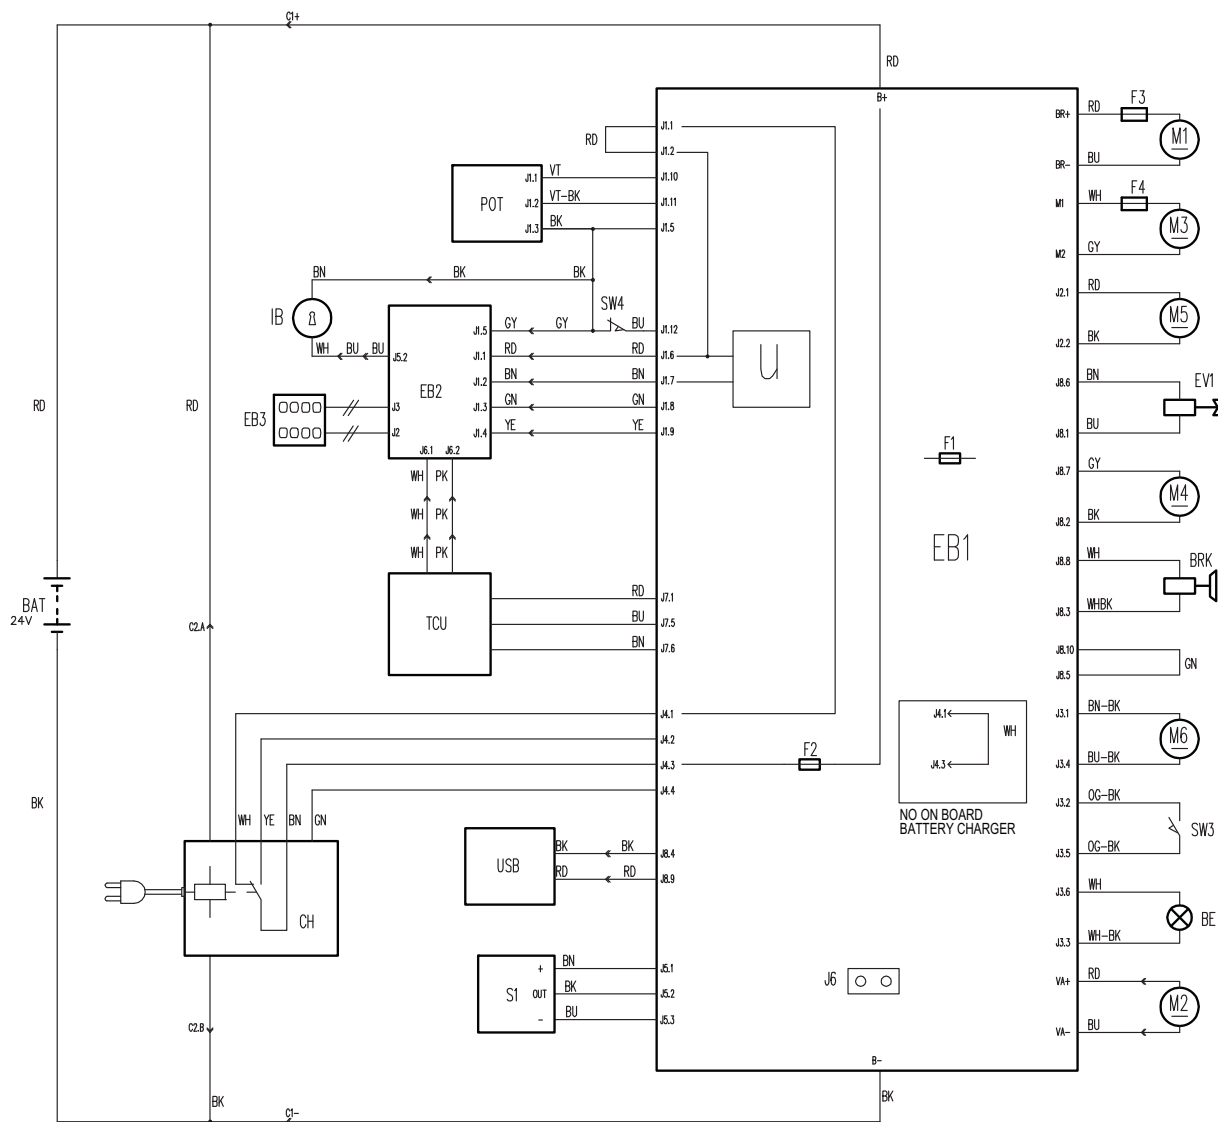 C1+
RD
B+
J1.1
RD
J1.2
BR+ RD F3
M1
BR- BU
POT
J1.1 VT J1.10
J1.2 VT-BK J1.11
J1.3 BK J1.5
M1 WH F4
M3
M2 GY
BN BK BK
IB
SW4
J2.1 RD
M5
J2.2 BK
J1.5 GY GY BU J1.12
WH BU BU J5.2
J1.1 RD RD J1.6
J1.2 BN BN J1.7
EB2
U
J1.3 GN GN J1.8
J1.4 YE YE J1.9
EB3
J3
J2
J6.1 J6.2
J8.6 BN
EV1
J8.1 BU
RD
RD
F1
WH PK
WH PK
WH PK
J8.7 GY
M4
J8.2 BK
EB1
J8.8 WH
BRK
J8.3 WHBK
BAT
24V
TCU
RD J7.1
BU J7.5
BN J7.6
C2.A
J8.10
GN
J8.5
J4.1
J4.2
J4.3
J4.4
F2
J4.1
WH
J4.3
NO ON BOARD
BATTERY CHARGER
J3.1 BN-BK
M6
J3.4 BU-BK
BK
WH YE BN GN
J3.2 OG-BK
SW3
J3.5 OG-BK
USB
BK BK J8.4
RD RD J8.9
CH
J3.6 WH
BE
J3.3 WH-BK
S1
+ BN J5.1
OUT BK J5.2
- BU J5.3
J6
VA+ RD
M2
VA- BU
C2.B
B-
BK
BK
C1-